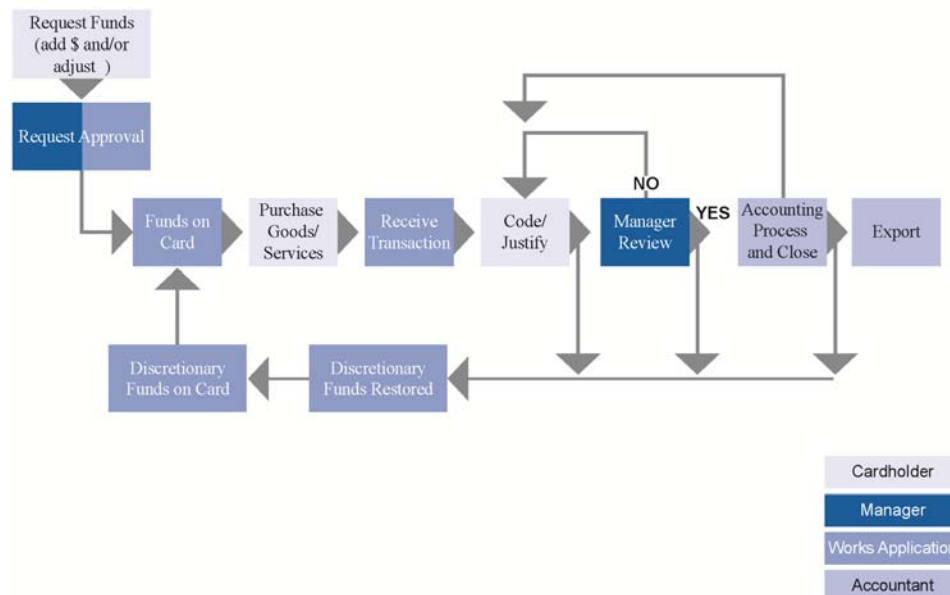 Request Funds
(add $ and/or
adjust )
Request Approval
NO
YES
Funds on
Card
Purchase
Goods/
Services
Receive
Transaction
Code/
Justify
Manager
Review
Accounting
Process
and Close
Export
Discretionary
Funds on Card
Discretionary
Funds Restored
Cardholder
Manager
Works Application
Accountant